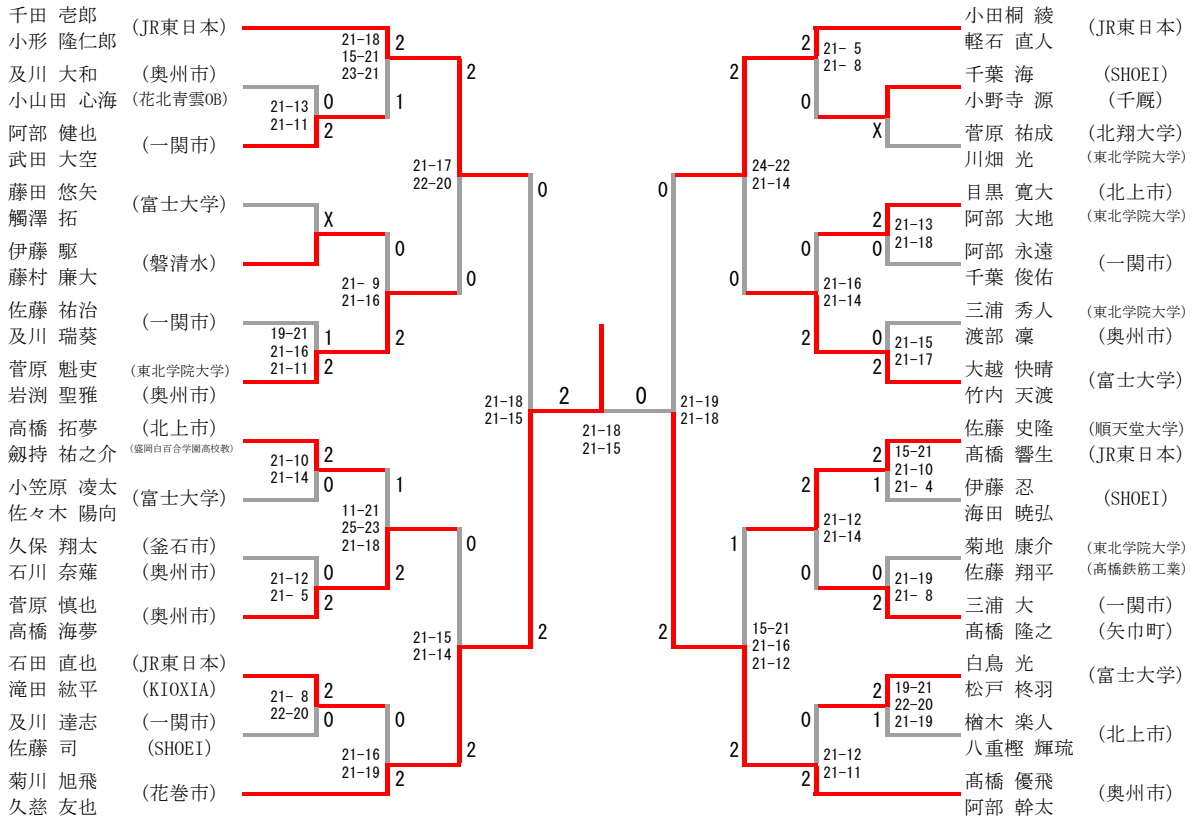 千田 壱郎
小形 隆仁郎
(JR東日本)
及川 大和 (奥州市)
小山田 心海 (花北青雲OB)
阿部 健也
武田 大空
(一関市)
藤田 悠矢
觸澤 拓
(富士大学)
伊藤 駆
藤村 廉大
(磐清水)
佐藤 祐治
及川 瑞葵
(一関市)
菅原 魁吏 (東北学院大学)
岩渕 聖雅 (奥州市)
高橋 拓夢 (北上市)
劔持 祐之介 (盛岡白百合学園高校教)
小笠原 凌太
佐々木 陽向
(富士大学)
久保 翔太 (釜石市)
石川 奈薙 (奥州市)
菅原 慎也
高橋 海夢
(奥州市)
石田 直也 (JR東日本)
滝田 紘平 (KIOXIA)
及川 達志 (一関市)
佐藤 司 (SHOEI)
菊川 旭飛
久慈 友也
(花巻市)
21-18 2
15-21
23-21
1
21-13 0
21-11 2
2
21-17
22-20
X
0
21- 9
21-16
0
2
19-21 1
21-16
21-11 2
0
21-18
21-15
21-10 2
21-14 0
1
11-21
25-23
21-18
2
0
21-12 0
21- 5 2
21-15
21-14
2
21- 8 2
22-20 0
0
21-16
21-19 2
2
2 0
21-18
21-15
小田桐 綾
軽石 直人
(JR東日本)
千葉 海 (SHOEI)
小野寺 源 (千厩)
菅原 祐成 (北翔大学)
川畑 光 (東北学院大学)
目黒 寛大 (北上市)
阿部 大地 (東北学院大学)
阿部 永遠
千葉 俊佑
(一関市)
三浦 秀人 (東北学院大学)
渡部 凜 (奥州市)
大越 快晴
竹内 天渡
(富士大学)
佐藤 史隆 (順天堂大学)
髙橋 響生 (JR東日本)
伊藤 忍
海田 暁弘
(SHOEI)
菊地 康介 (東北学院大学)
佐藤 翔平 (髙橋鉄筋工業)
三浦 大 (一関市)
髙橋 隆之 (矢巾町)
白鳥 光
松戸 柊羽
(富士大学)
楢木 楽人
八重樫 輝琉
(北上市)
髙橋 優飛
阿部 幹太
(奥州市)
2 21- 5
21- 8
0
X
2
24-22
21-14
0
0
2 21-13
0 21-18
0
21-16
21-14
2
0 21-15
2 21-17
21-19
21-18
2 15-21
21-10
1 21- 4
2
21-12
21-14
0
1
0 21-19
2 21- 8
15-21
21-16
21-12
2
2 19-21
22-20
1 21-19
0
21-12
2 21-11
2